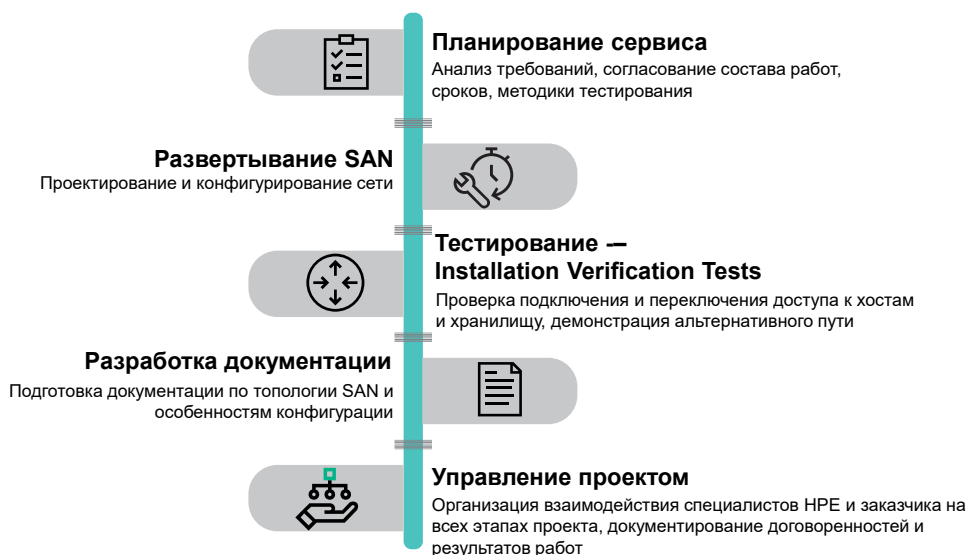 Планирование сервиса
Анализ требований, согласование состава работ,
сроков, методики тестирования
Развертывание SAN
Проектирование и конфигурирование сети
Тестирование -–
Installation Verification Tests
Проверка подключения и переключения доступа к хостам
и хранилищу, демонстрация альтернативного пути
Разработка документации
Подготовка документации по топологии SAN и
особенностям конфигурации
Управление проектом
Организация взаимодействия специалистов HPE и заказчика на
всех этапах проекта, документирование договоренностей и
результатов работ